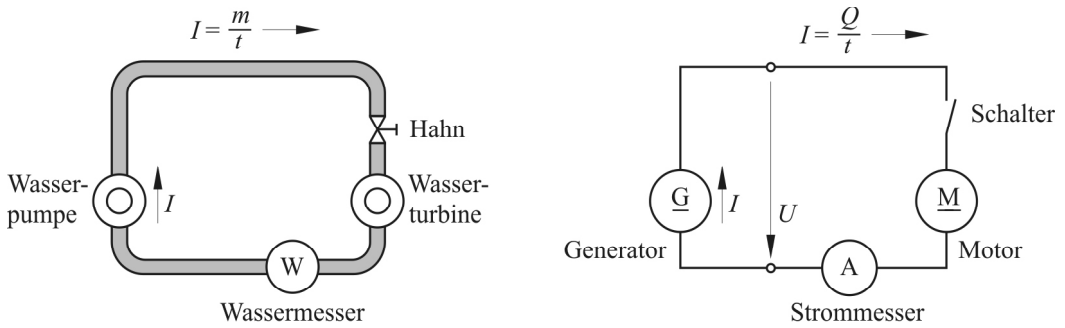 I = m/t
Hahn
Wasser-
pumpe
I
Wasser-
turbine
W
Wassermesser
I = Q/t
Schalter
G
I
U
M
Generator
Motor
A
Strommesser